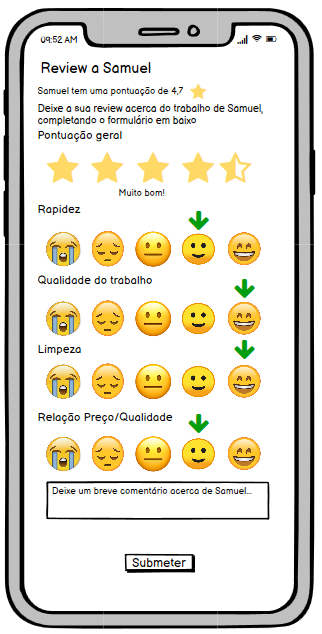 09:52 AM
Review a Samuel
Samuel tem uma pontuação de 4,7
Deixe a sua review acerca do trabalho de Samuel,
completando o formulário em baixo
Pontuação geral
Muito bom!
Rapidez
Qualidade do trabalho
Limpeza
Relação Preço/Qualidade
Deixe um breve comentário acerca de Samuel...
Submeter